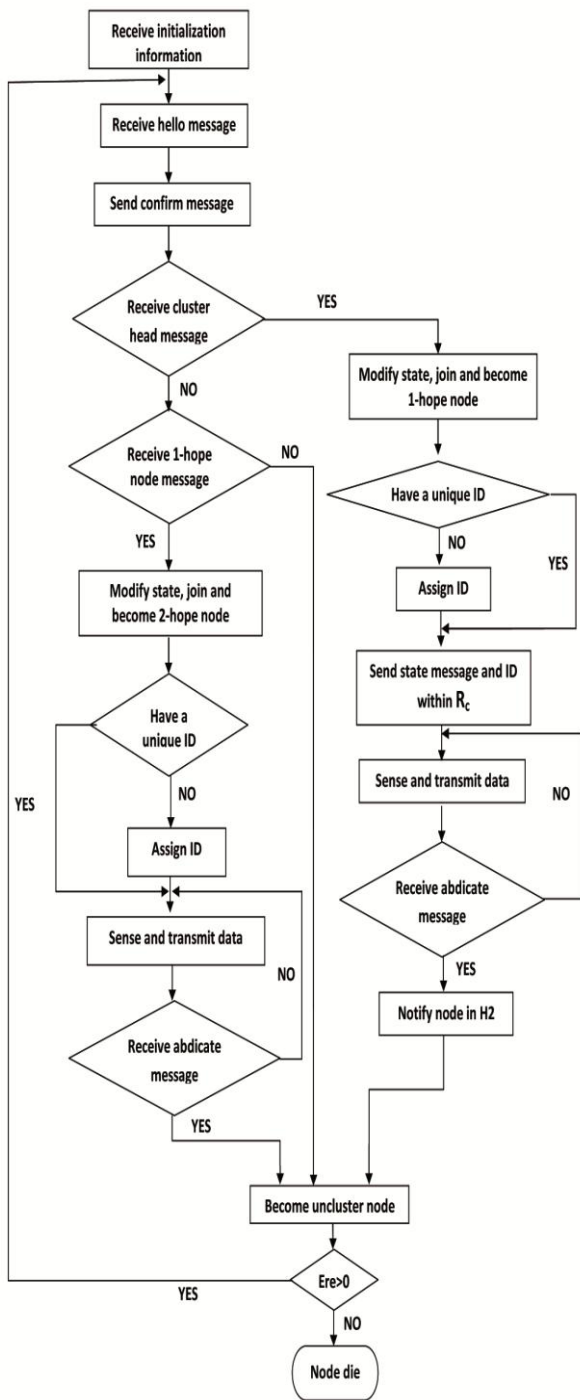 Receive initialization
information
Receive hello message
Send confirm message
Receive cluster
head message
YES
NO
Modify state, join and become
1-hope node
Receive 1-hope
node message
NO
YES
Have a unique ID
NO
YES
Assign ID
Modify state, join and
become 2-hope node
Send state message and ID
within Rc
Have a
unique ID
YES
NO
Sense and transmit data
NO
Assign ID
Receive abdicate
message
YES
Sense and transmit data
NO
Notify node in H2
Receive abdicate
message
YES
Become uncluster node
Ere>0
YES
NO
Node die